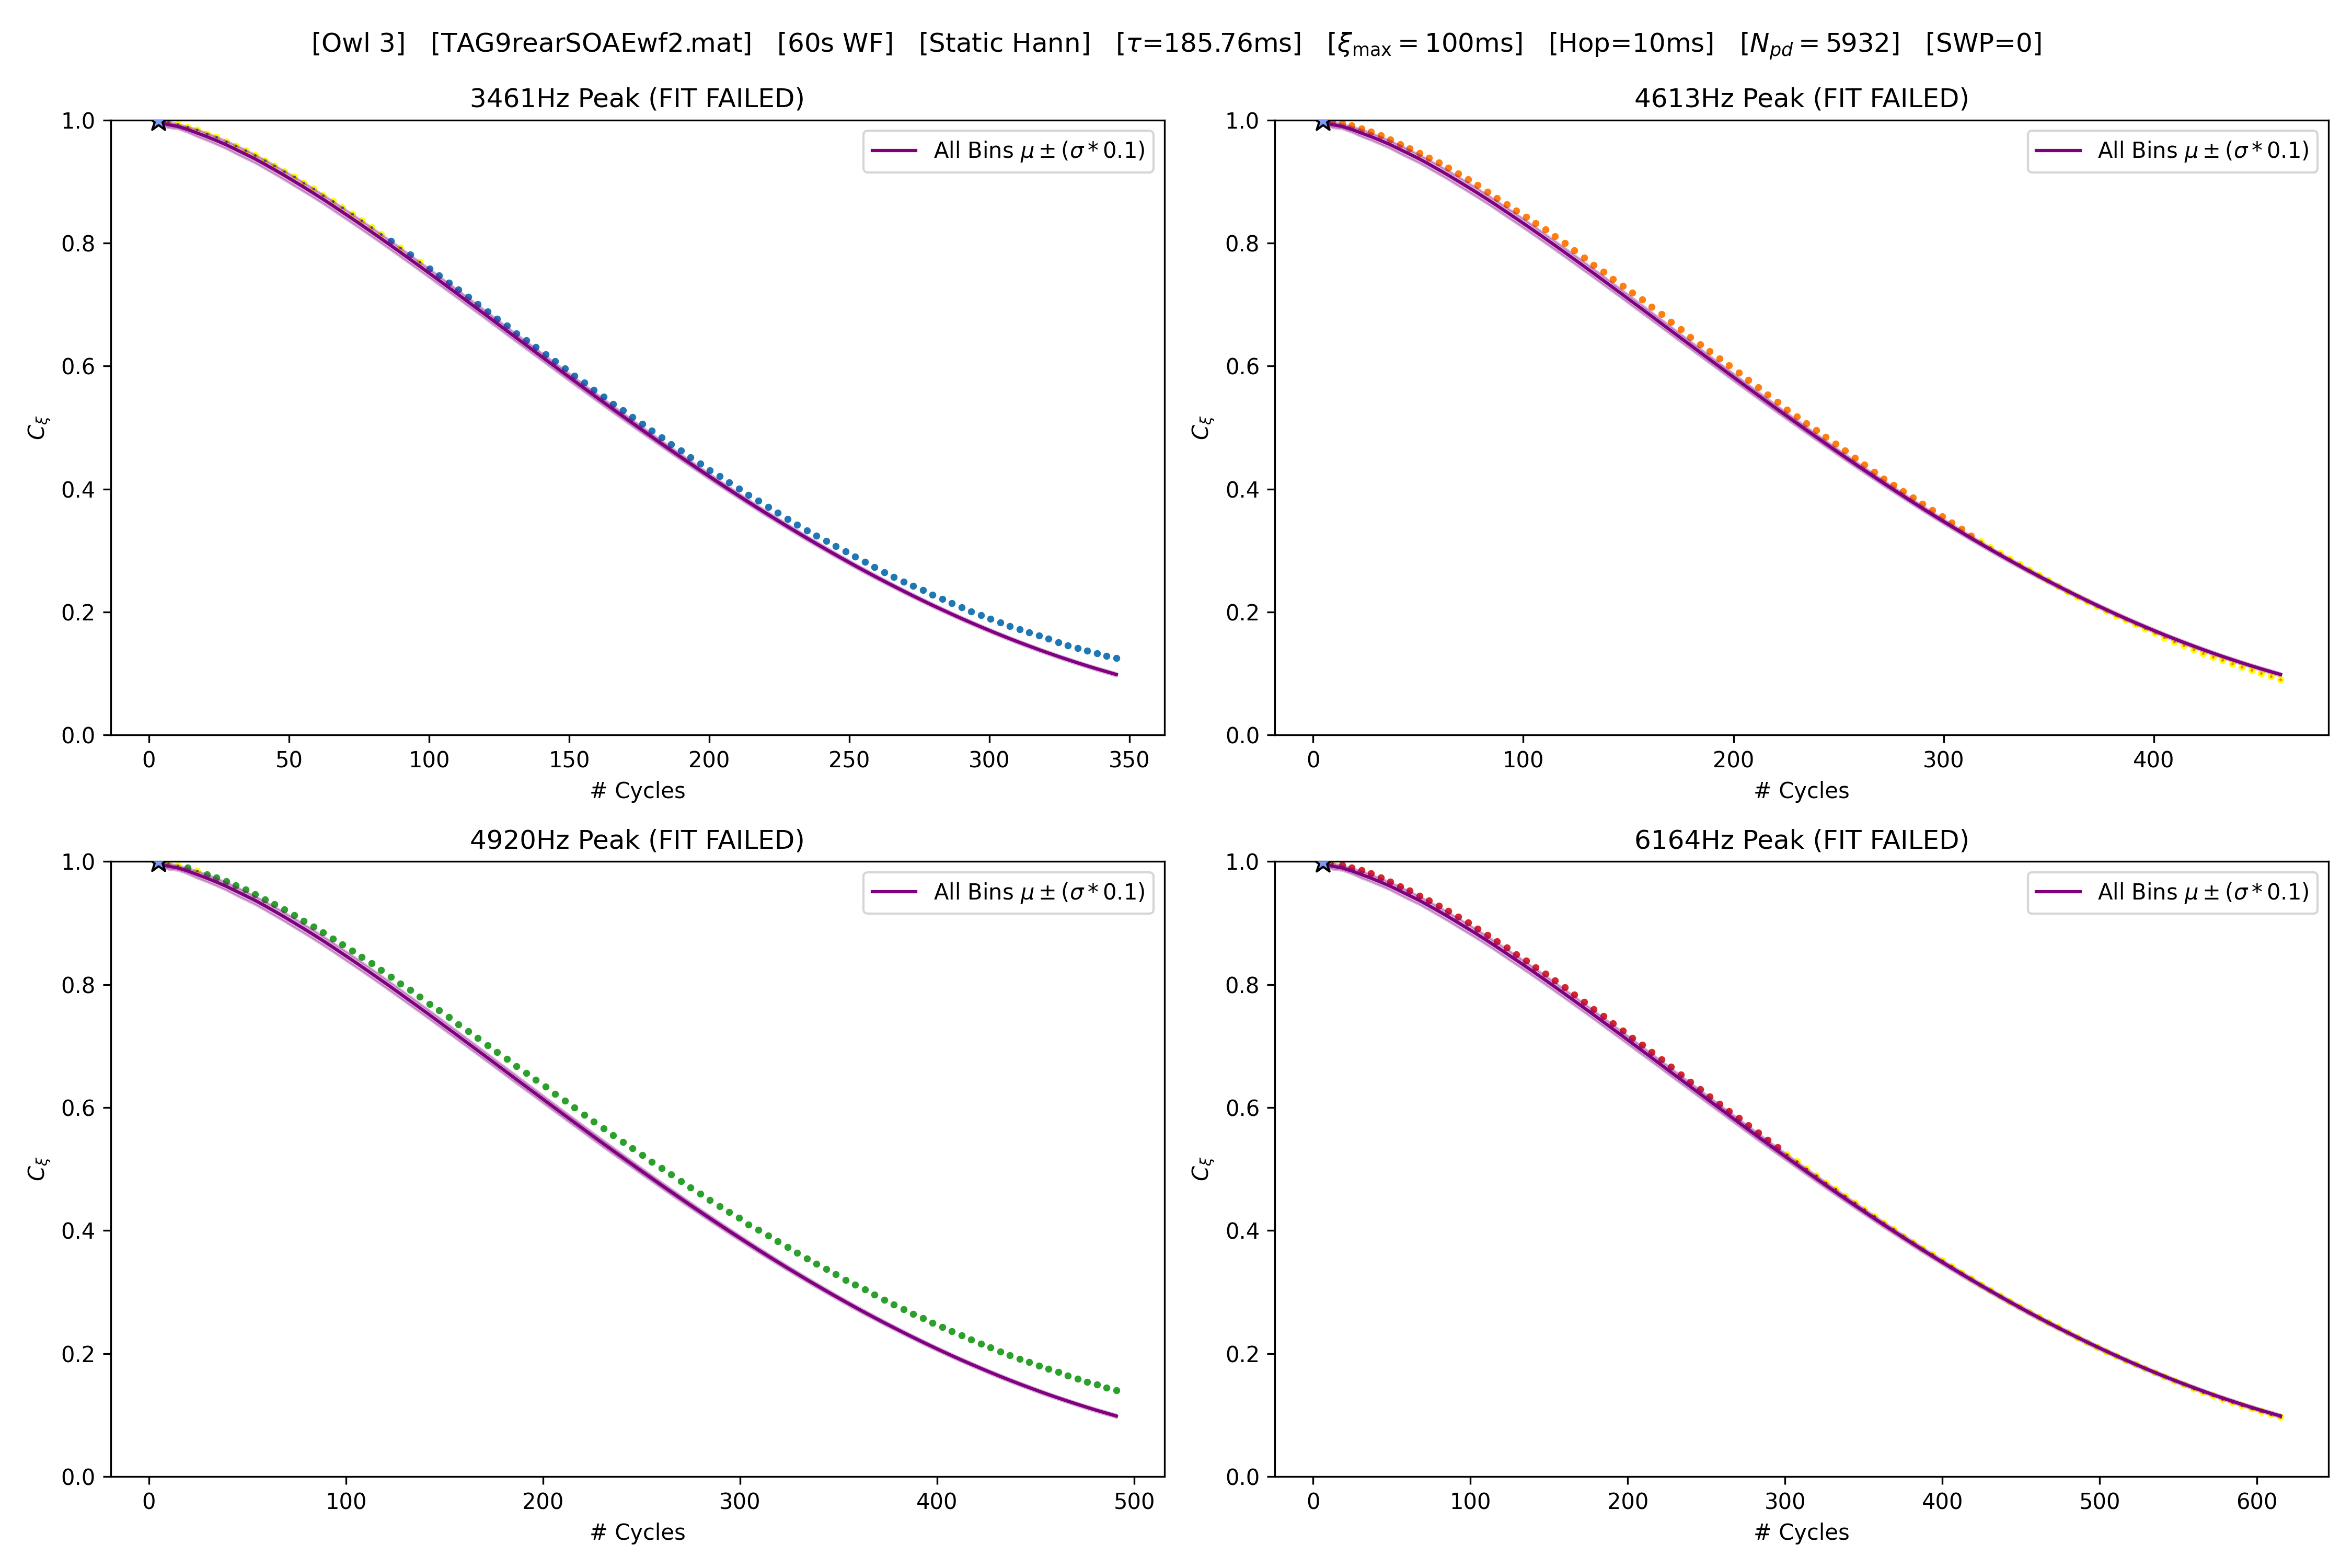 [Owl 3] [TAG9rearSOAEwf2.mat] [60s WF] [Static Hann] [τ=185.76ms] [ξmax = 100ms] [Hop=10ms] [Npd = 5932] [SWP=0]
3461Hz Peak (FIT FAILED)
1.0
0.8
0.6
0.4
0.2
0.0
Cξ
All Bins μ ± (σ * 0.1)
0 50 100 150 200 250 300 350
# Cycles
4613Hz Peak (FIT FAILED)
1.0
0.8
0.6
0.4
0.2
0.0
Cξ
All Bins μ ± (σ * 0.1)
0 100 200 300 400
# Cycles
4920Hz Peak (FIT FAILED)
1.0
0.8
0.6
0.4
0.2
0.0
Cξ
All Bins μ ± (σ * 0.1)
0 100 200 300 400 500
# Cycles
6164Hz Peak (FIT FAILED)
1.0
0.8
0.6
0.4
0.2
0.0
Cξ
All Bins μ ± (σ * 0.1)
0 100 200 300 400 500 600
# Cycles